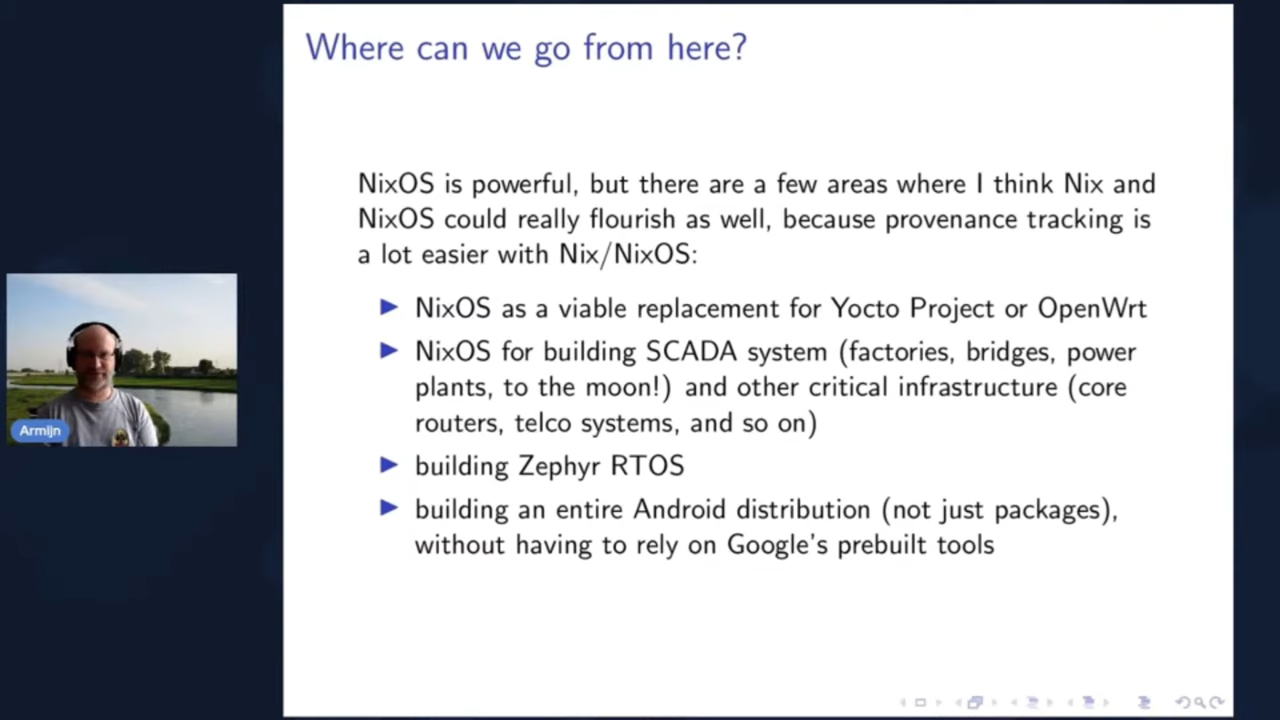 Where can we go from here?
NixOS is powerful, but there are a few areas where I think Nix and
NixOS could really flourish as well, because provenance tracking is
a lot easier with Nix/NixOS:
NixOS as a viable replacement for Yocto Project or OpenWrt
NixOS for building SCADA system (factories, bridges, power
plants, to the moon!) and other critical infrastructure (core
routers, telco systems, and so on)
building Zephyr RTOS
building an entire Android distribution (not just packages),
without having to rely on Google's prebuilt tools
Armijn